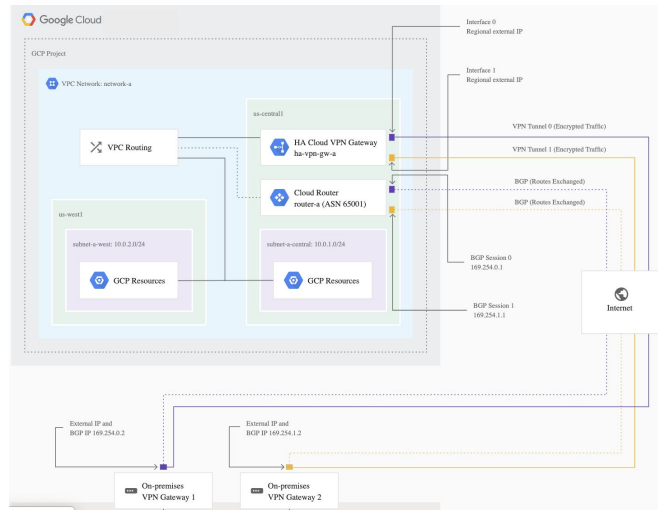 Google Cloud
GCP Project
VPC Network: network-a
us-central1
VPC Routing
HA Cloud VPN Gateway
ha-vpn-gw-a
Cloud Router
router-a (ASN 65001)
us-west1
subnet-a-west: 10.0.2.0/24
GCP Resources
subnet-a-central: 10.0.1.0/24
GCP Resources
Interface 0
Regional external IP
Interface 1
Regional external IP
VPN Tunnel 0 (Encrypted Traffic)
VPN Tunnel 1 (Encrypted Traffic)
BGP (Routes Exchanged)
BGP (Routes Exchanged)
BGP Session 0
169.254.0.1
BGP Session 1
169.254.1.1
Internet
External IP and
BGP IP 169.254.0.2
External IP and
BGP IP 169.254.1.2
On-premises
VPN Gateway 1
On-premises
VPN Gateway 2